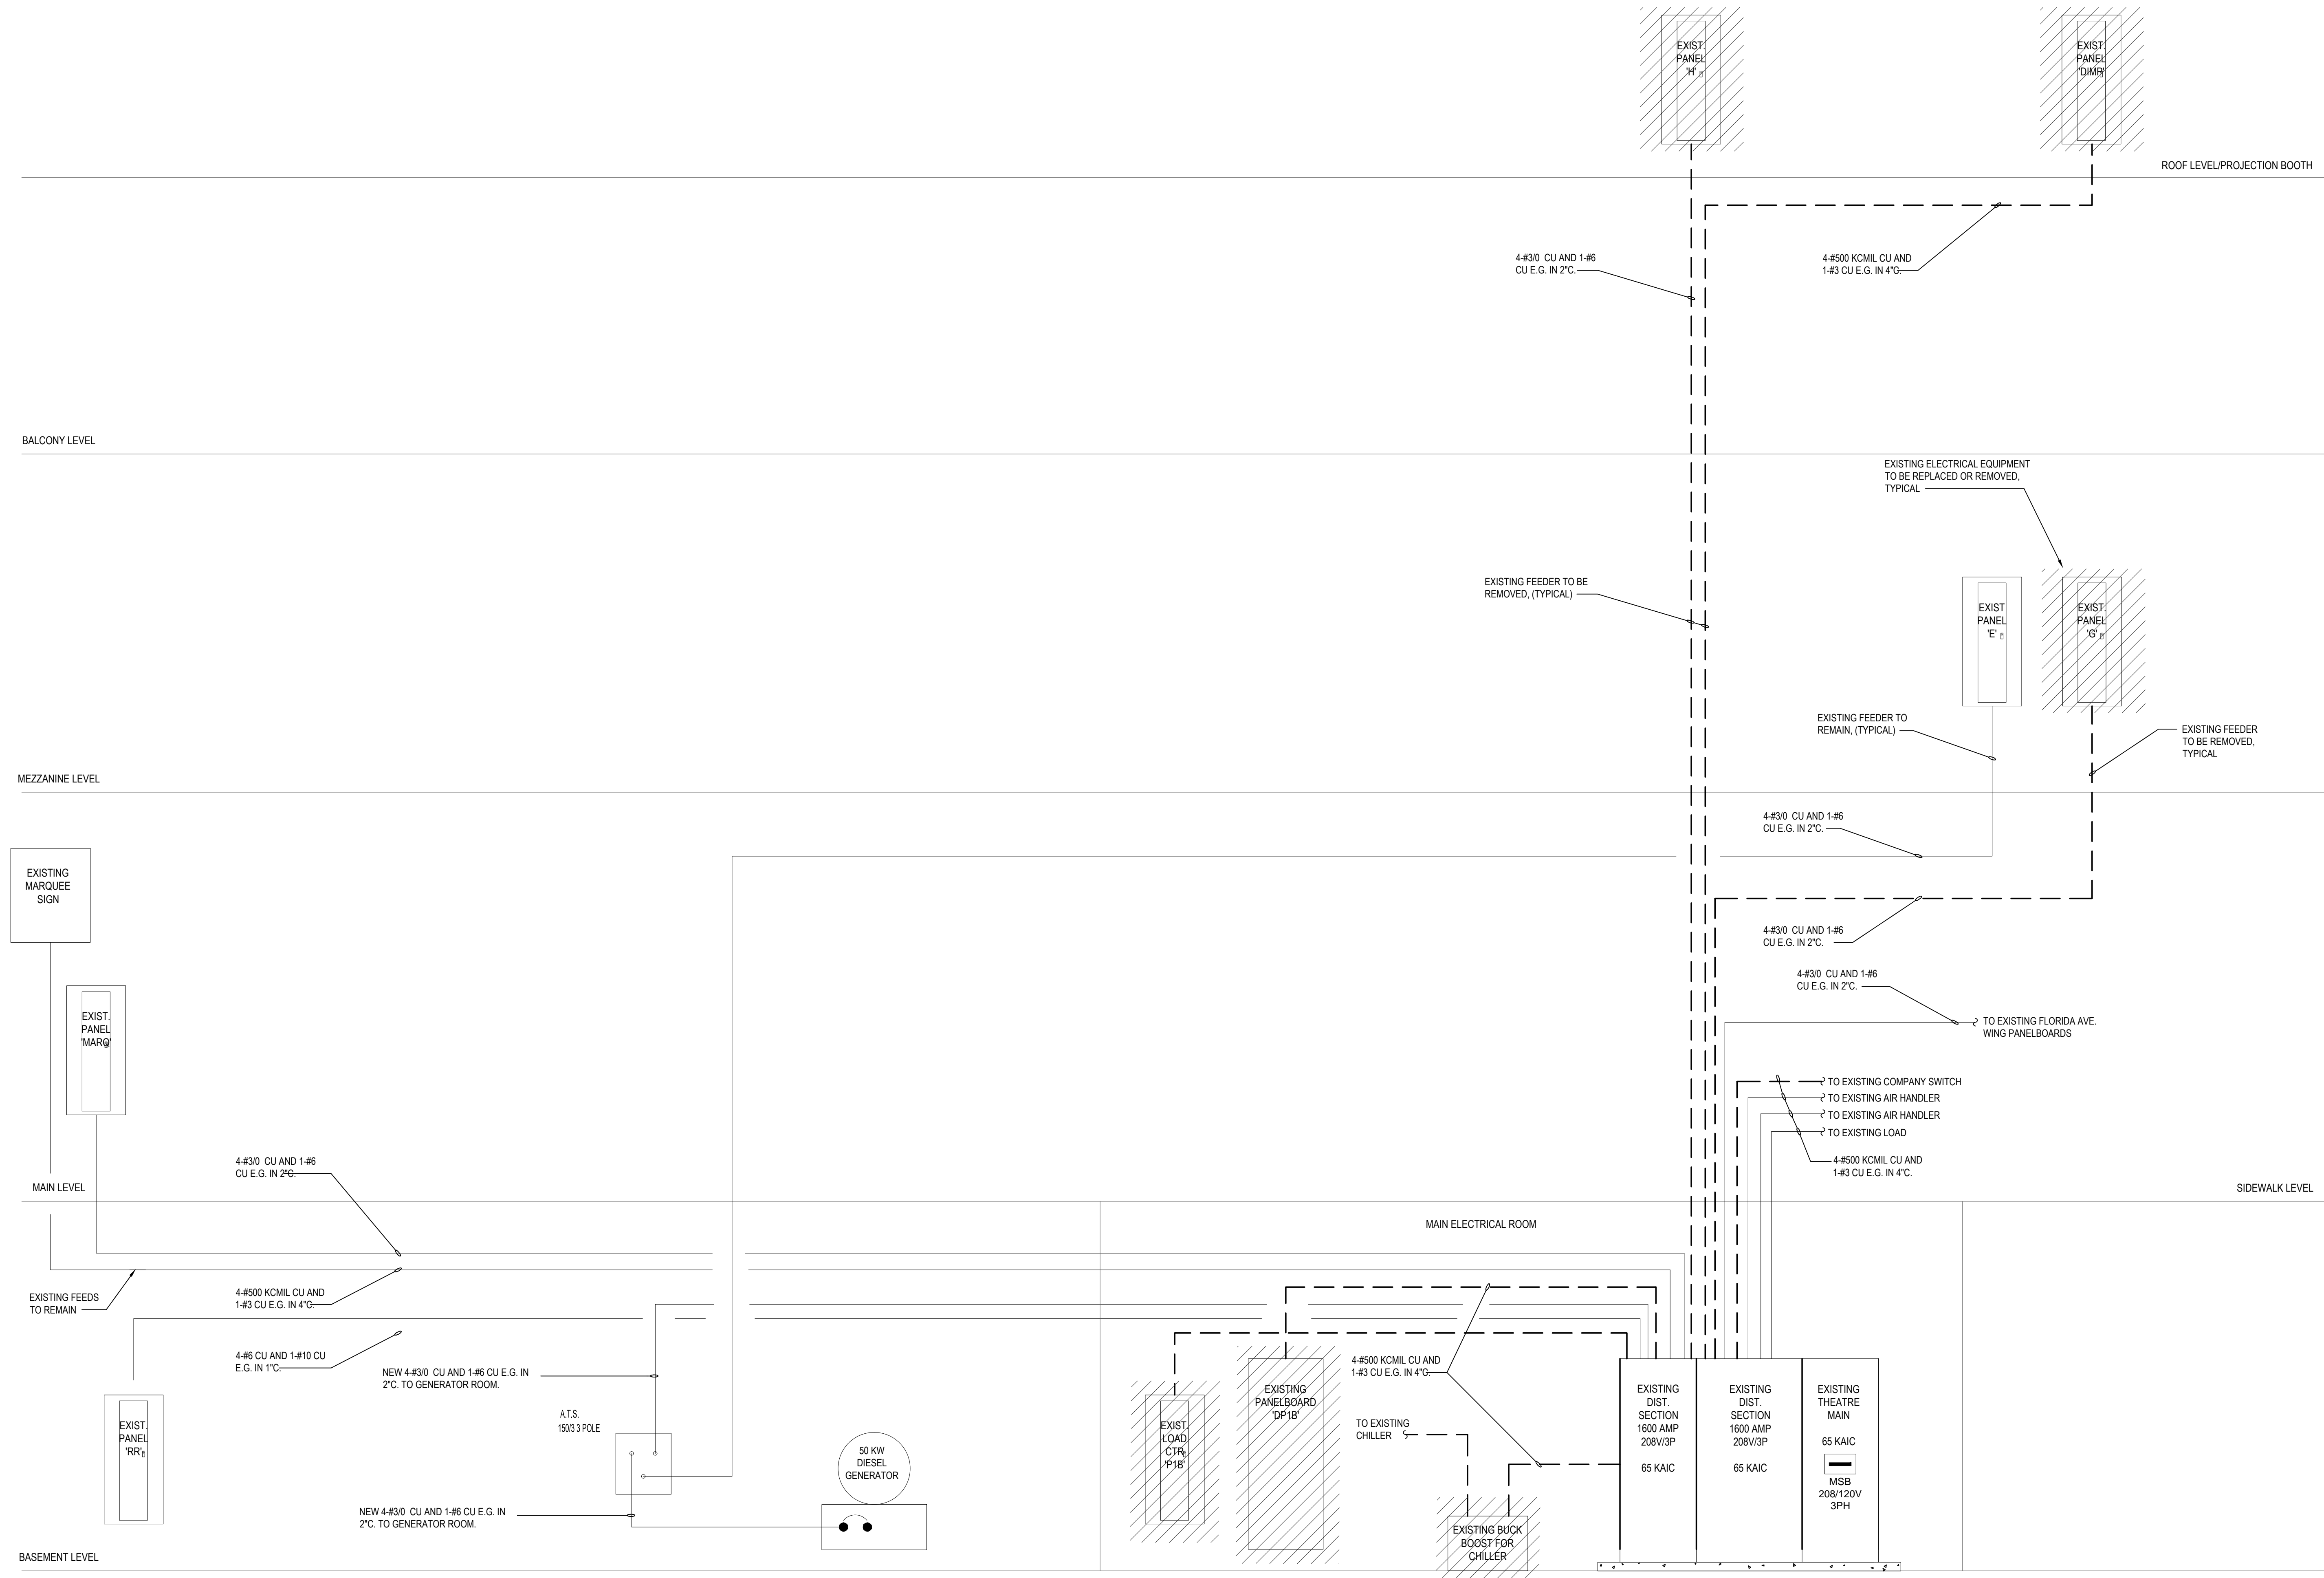 EXIST.
PANEL
'H'
EXIST.
PANEL
'DIMR'
ROOF LEVEL/PROJECTION BOOTH
4-#3/0  CU AND 1-#6
CU E.G. IN 2"C.
4-#500 KCMIL CU AND
1-#3 CU E.G. IN 4"C.
BALCONY LEVEL
EXISTING ELECTRICAL EQUIPMENT
TO BE REPLACED OR REMOVED,
TYPICAL
EXISTING FEEDER TO BE
REMOVED, (TYPICAL)
EXIST
PANEL
'E'
EXIST.
PANEL
'G'
EXISTING FEEDER TO
REMAIN, (TYPICAL)
EXISTING FEEDER
TO BE REMOVED,
TYPICAL
MEZZANINE LEVEL
4-#3/0  CU AND 1-#6
CU E.G. IN 2"C.
EXISTING
MARQUEE
SIGN
4-#3/0  CU AND 1-#6
CU E.G. IN 2"C.
4-#3/0  CU AND 1-#6
CU E.G. IN 2"C.
EXIST.
PANEL
'MARQ'
TO EXISTING FLORIDA AVE.
WING PANELBOARDS
TO EXISTING COMPANY SWITCH
TO EXISTING AIR HANDLER
TO EXISTING AIR HANDLER
TO EXISTING LOAD
4-#500 KCMIL CU AND
1-#3 CU E.G. IN 4"C.
4-#3/0  CU AND 1-#6
CU E.G. IN 2"C.
MAIN LEVEL
SIDEWALK LEVEL
MAIN ELECTRICAL ROOM
EXISTING FEEDS
TO REMAIN
4-#500 KCMIL CU AND
1-#3 CU E.G. IN 4"C.
4-#6 CU AND 1-#10 CU
E.G. IN 1"C.
NEW 4-#3/0  CU AND 1-#6 CU E.G. IN
2"C. TO GENERATOR ROOM.
4-#500 KCMIL CU AND
1-#3 CU E.G. IN 4"C.
EXIST.
PANEL
'RR'
A.T.S.
150/3 3 POLE
50 KW
DIESEL
GENERATOR
EXIST.
LOAD
CTR.
'P1B'
EXISTING
PANELBOARD
'DP1B'
TO EXISTING
CHILLER
EXISTING
DIST.
SECTION
1600 AMP
208V/3P
65 KAIC
EXISTING
DIST.
SECTION
1600 AMP
208V/3P
65 KAIC
EXISTING
THEATRE
MAIN
65 KAIC
MSB
208/120V
3PH
NEW 4-#3/0  CU AND 1-#6 CU E.G. IN
2"C. TO GENERATOR ROOM.
EXISTING BUCK
BOOST FOR
CHILLER
BASEMENT LEVEL